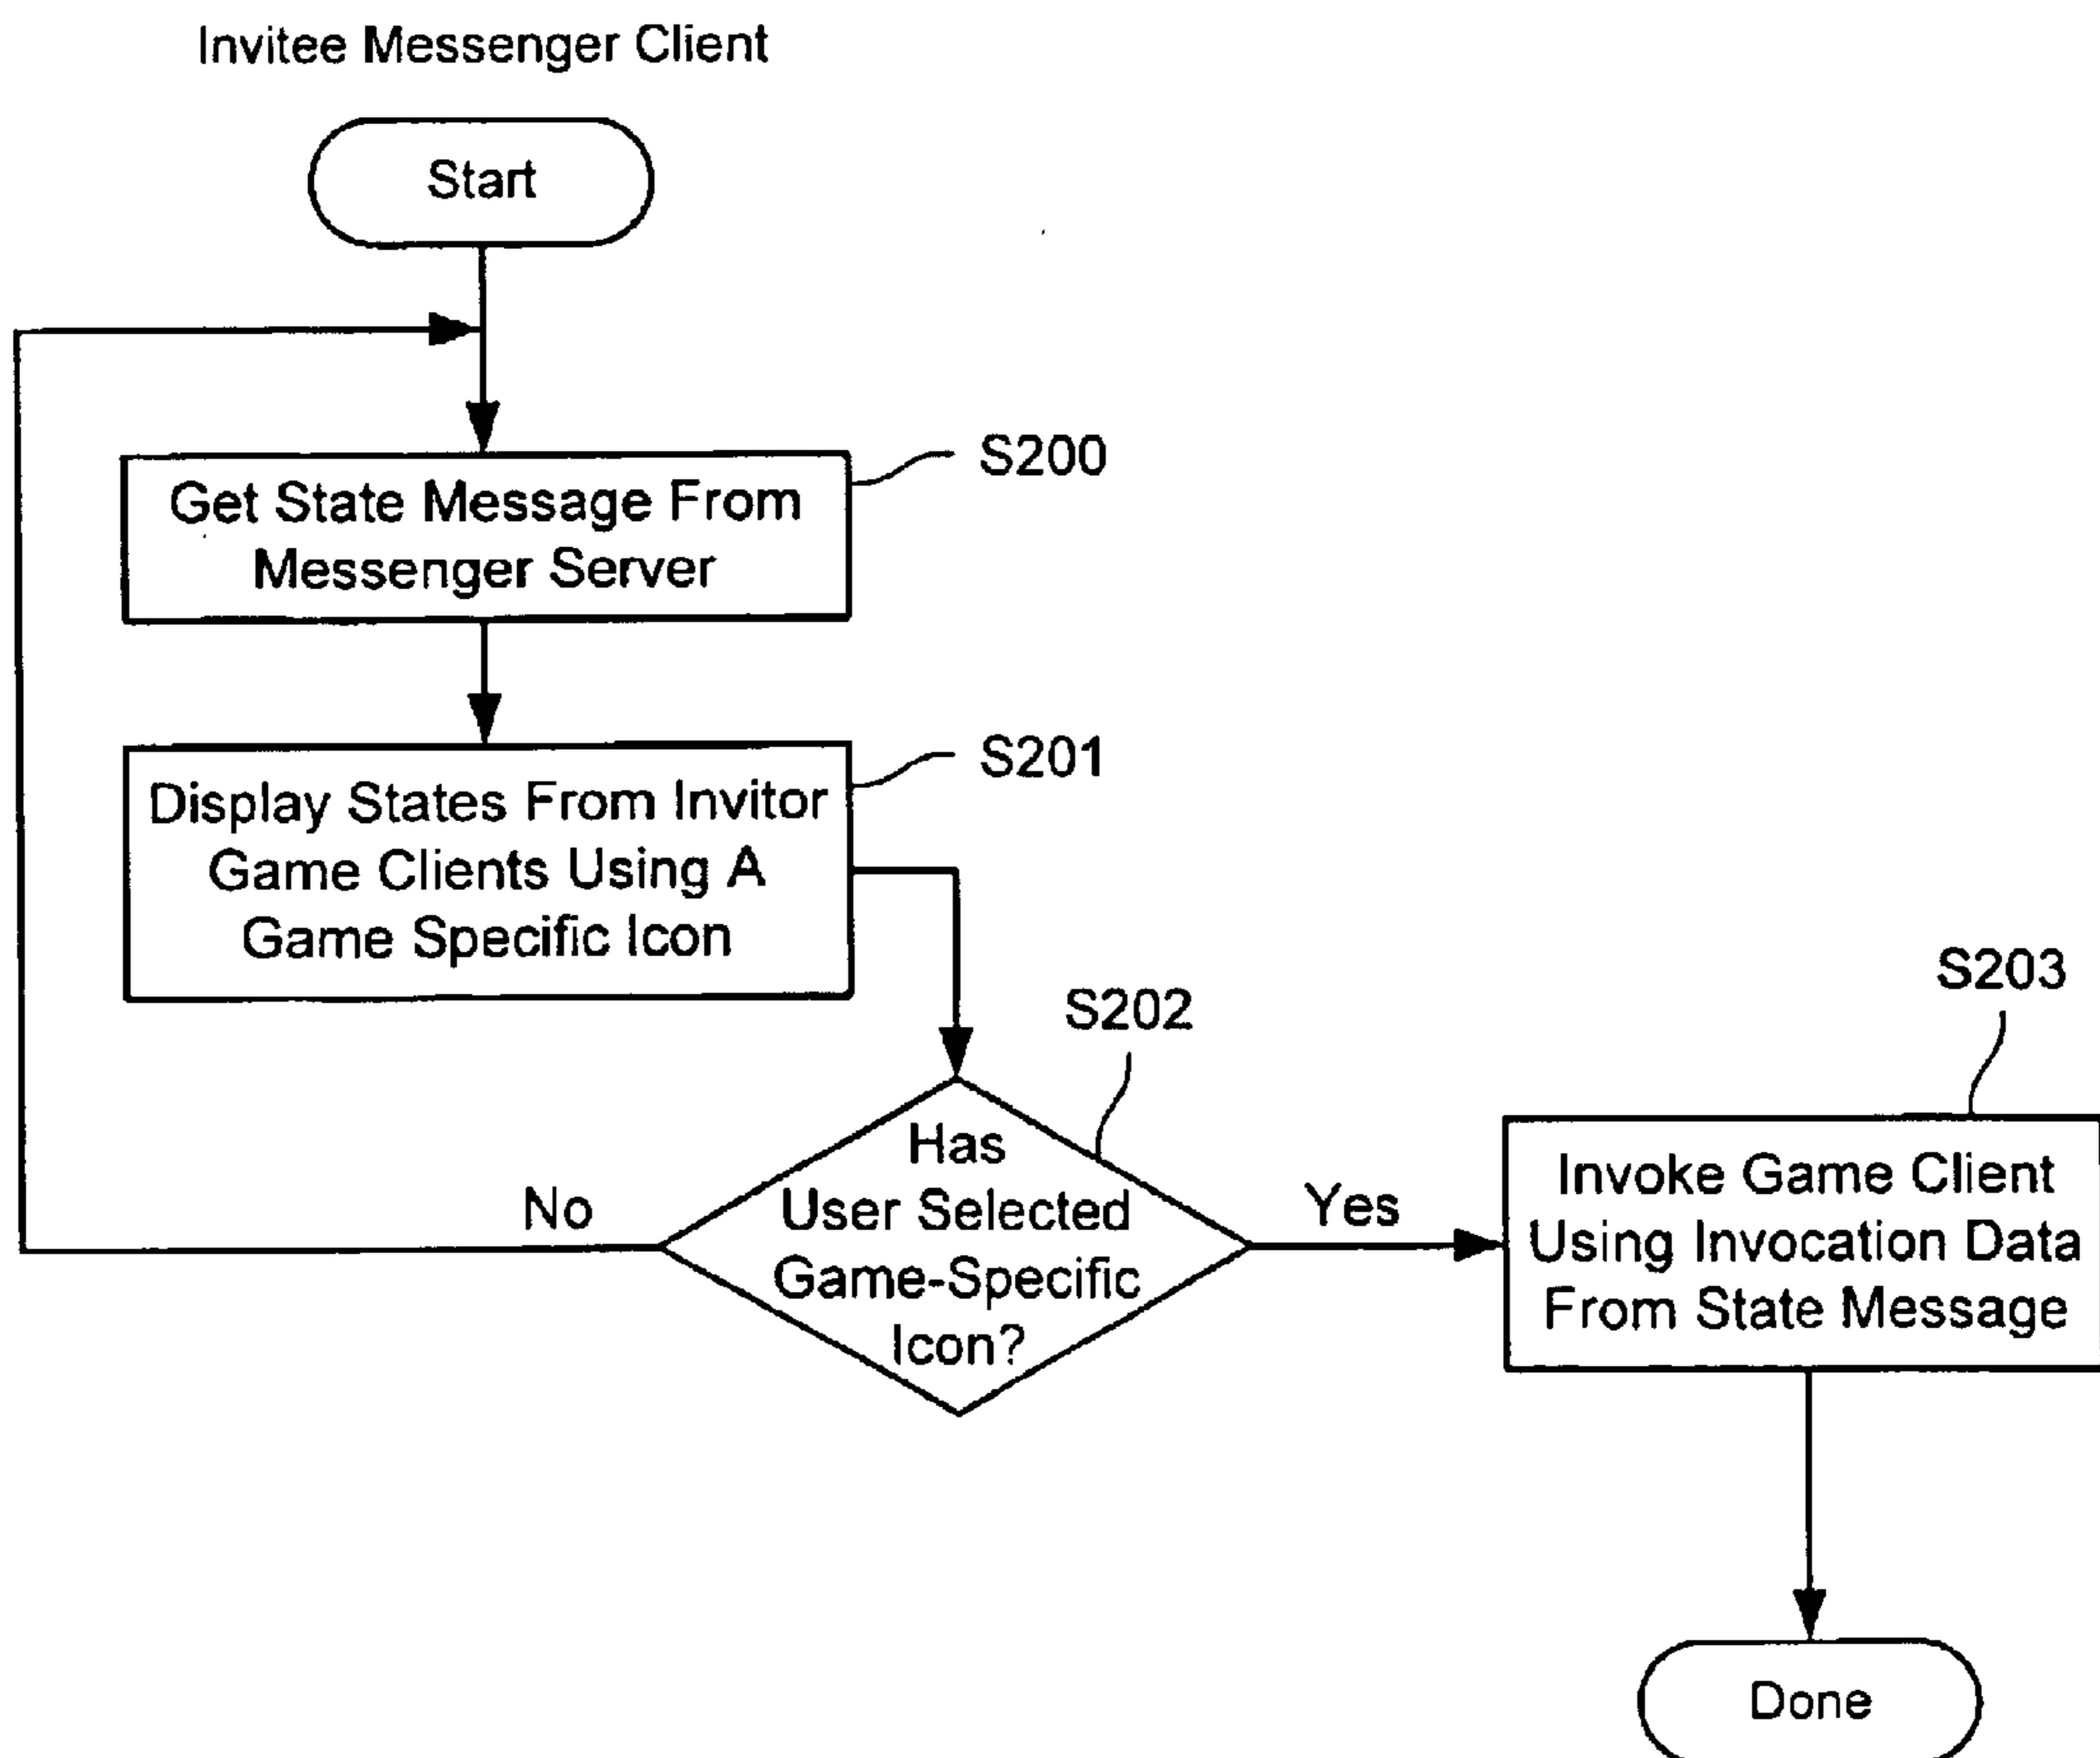 Invitee Messenger Client
Start
Get State Message From
Messenger Server
S200
Display States From Invitor
Game Clients Using A
Game Specific Icon
S201
Has
User Selected
Game-Specific
Icon?
S202
No
Yes
Invoke Game Client
Using Invocation Data
From State Message
S203
Done